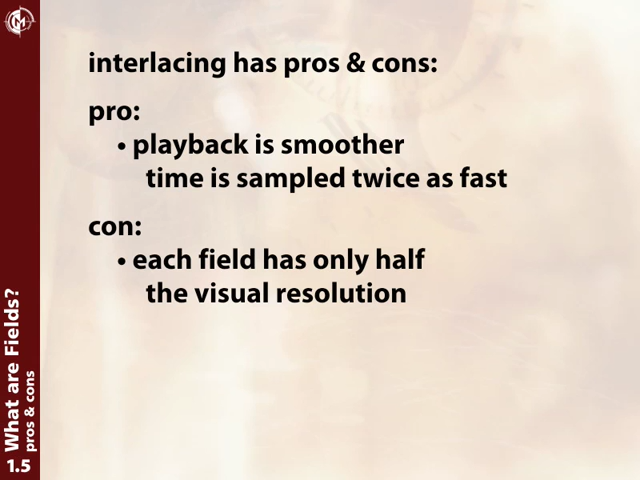 interlacing has pros & cons:
pro:
• playback is smoother
time is sampled twice as fast
con:
• each field has only half
the visual resolution
What are Fields?
pros & cons
1.5